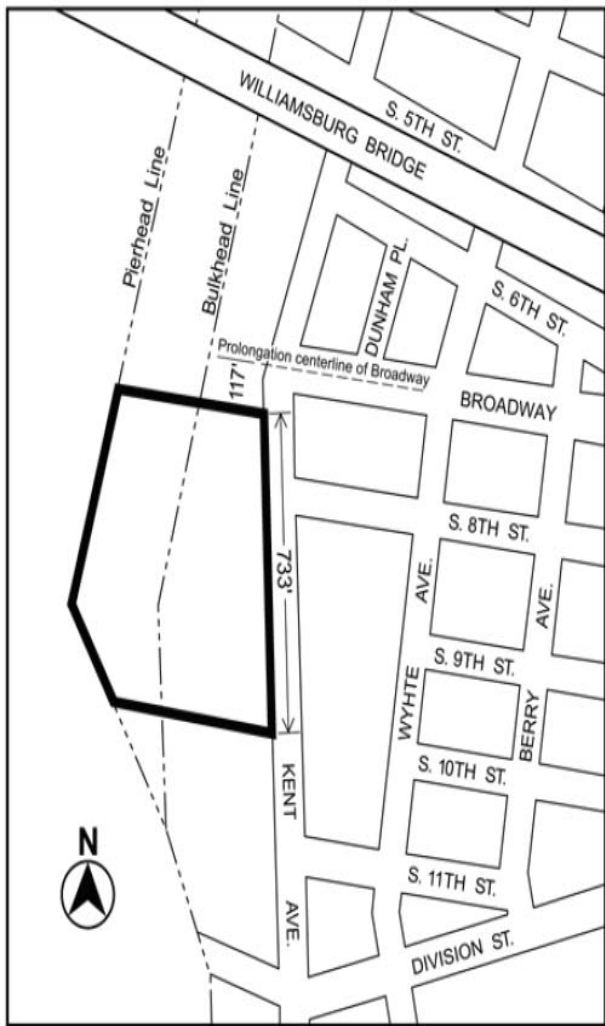 S. 5TH ST.
WILLIAMSBURG BRIDGE
Pierhead Line
Bulkhead Line
DUNHAM PL.
S. 6TH ST.
Prolongation centerline of Broadway
117'
BROADWAY
S. 8TH ST.
733'
AVE.
AVE.
S. 9TH ST.
WYHTE
BERRY
S. 10TH ST.
KENT
N
S. 11TH ST.
AVE.
DIVISION ST.